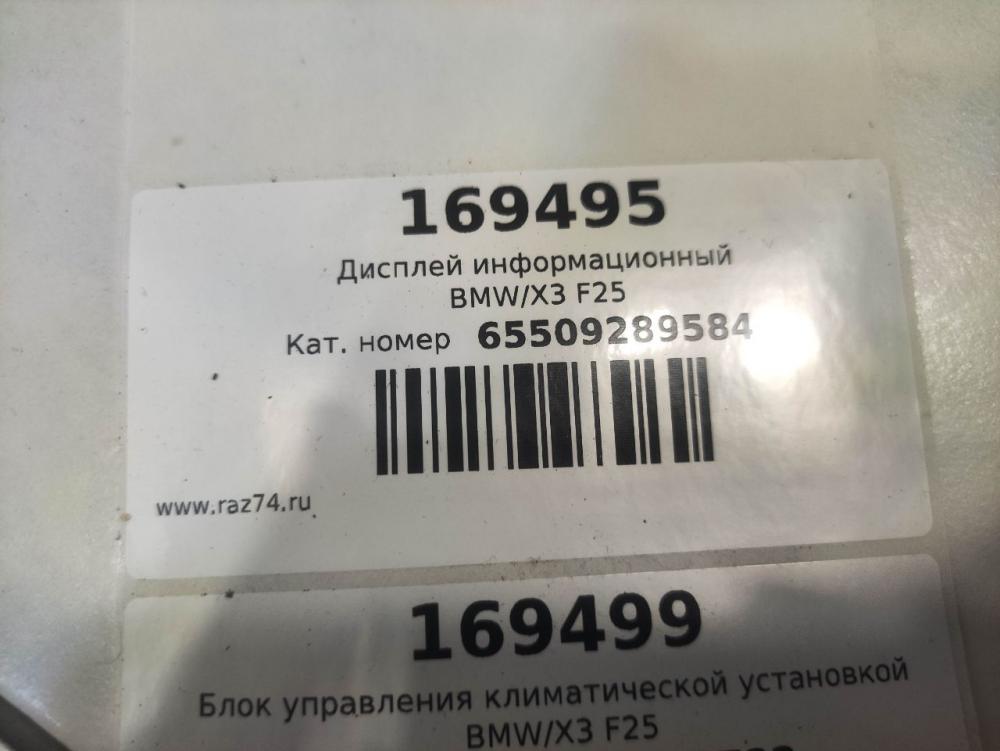 169495
Дисплей информационный
BMW/X3 F25
Кат. номер 65509289584
www.raz74.ru
169499
Блок управления климатической установкой
BMW/X3 F25